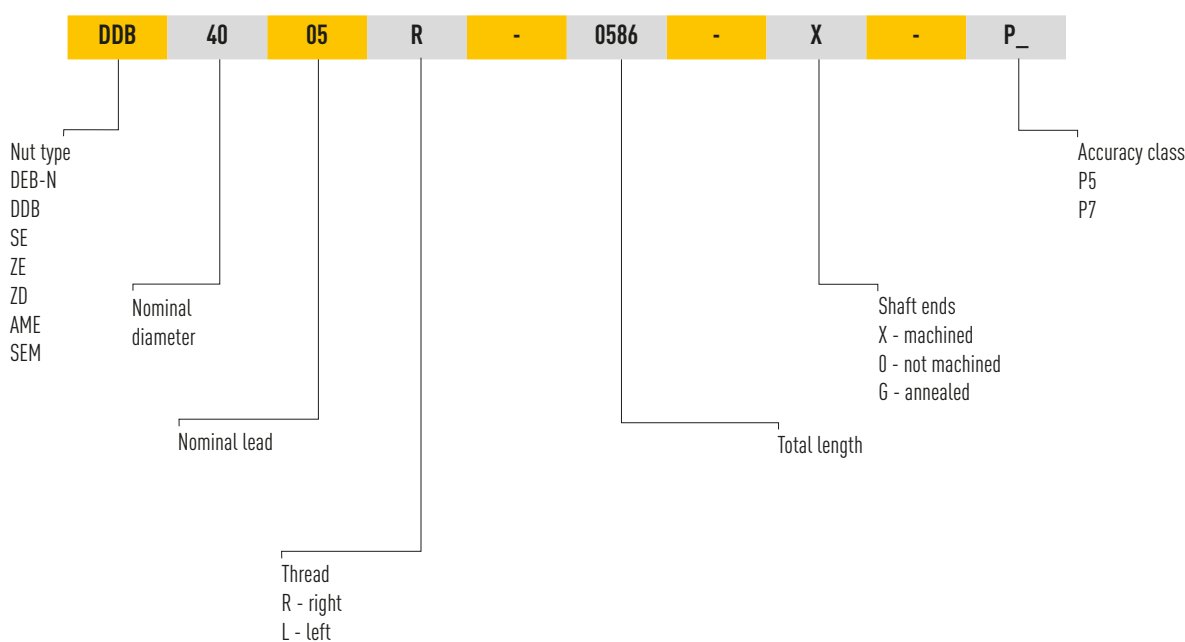 DDB 40 05 R - 0586 - X - P_
Nut type
DEB-N
DDB
SE
ZE
ZD
AME
SEM
Nominal
diameter
Nominal lead
Thread
R - right
L - left
Total length
Shaft ends
X - machined
0 - not machined
G - annealed
Accuracy class
P5
P7